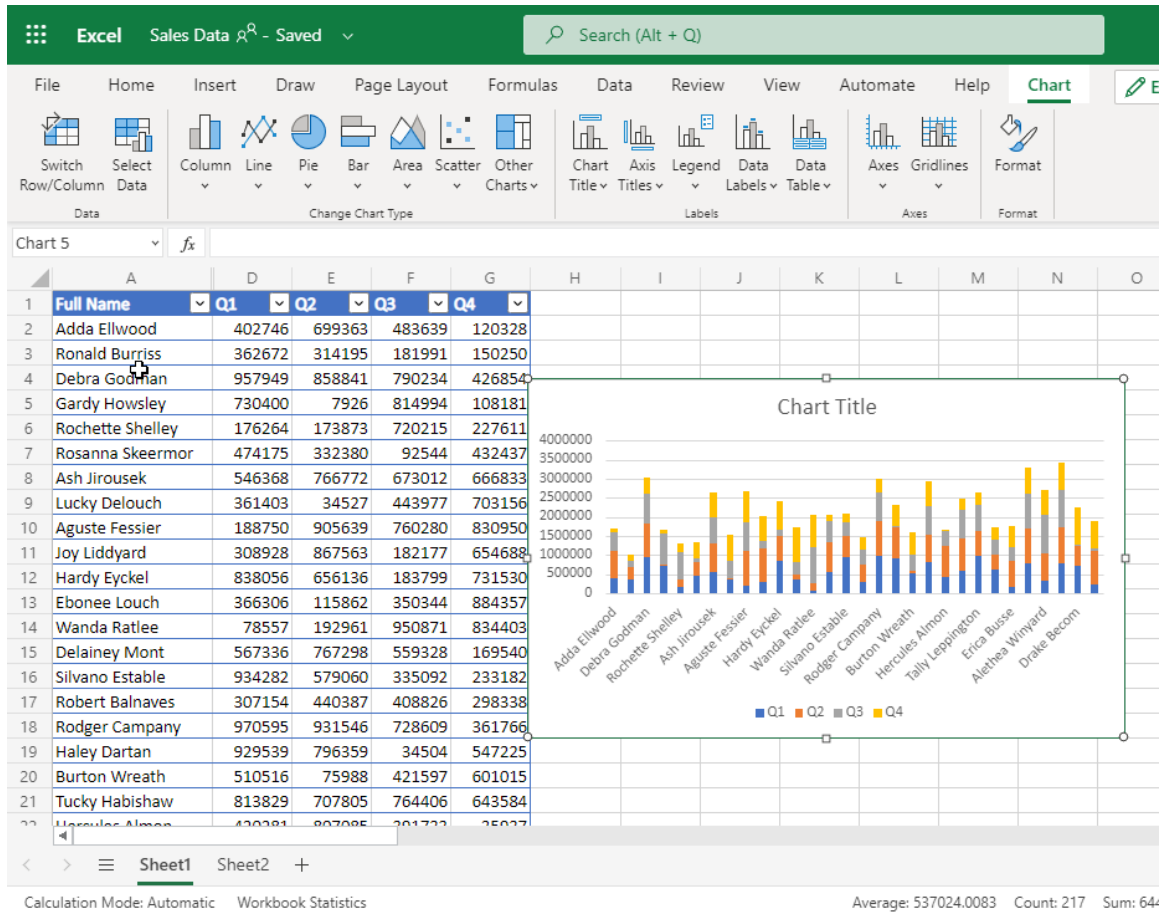 Excel Sales Data - Saved Search (Alt + Q)
File Home Insert Draw Page Layout Formulas Data Review View Automate Help Chart
Switch Row/Column
Select Data
Column Line Pie Bar Area Scatter Other Charts
Chart Title
Axis Titles
Legend
Data Labels
Data Table
Axes Gridlines Format
Data Change Chart Type Labels Axes Format
Chart 5 fx
A D E F G H I J K L M N O
1 Full Name Q1 Q2 Q3 Q4
2 Adda Ellwood 402746 699363 483639 120328
3 Ronald Burriss 362672 314195 181991 150250
4 Debra Godman 957949 858841 790234 426854
5 Gardy Howsley 730400 7926 814994 108181
6 Rochette Shelley 176264 173873 720215 227611
7 Rosanna Skeermor 474175 332380 92544 432437
8 Ash Jirousek 546368 766772 673012 666833
9 Lucky Delouch 361403 34527 443977 703156
10 Aguste Fessier 188750 905639 760280 830950
11 Joy Liddyard 308928 867563 182177 654688
12 Hardy Eyckel 838056 656136 183799 731530
13 Ebonee Louch 366306 115862 350344 884357
14 Wanda Ratlee 78557 192961 950871 834403
15 Delainey Mont 567336 767298 559328 169540
16 Silvano Estable 934282 579060 335092 233182
17 Robert Balnaves 307154 440387 408826 298338
18 Rodger Campany 970595 931546 728609 361766
19 Haley Dartan 929539 796359 34504 547225
20 Burton Wreath 510516 75988 421597 601015
21 Tucky Habishaw 813829 707805 764406 643584
Chart Title
4000000
3500000
3000000
2500000
2000000
1500000
1000000
500000
0
Adda Ellwood
Debra Godman
Rochette Shelley
Ash Jirousek
Aguste Fessier
Hardy Eyckel
Wanda Ratlee
Silvano Estable
Rodger Campany
Burton Wreath
Hercules Almon
Tally Leppington
Erica Busse
Alethea Winyard
Drake Becom
Q1 Q2 Q3 Q4
Sheet1 Sheet2
Calculation Mode: Automatic Workbook Statistics Average: 537024.0083 Count: 217 Sum: 644